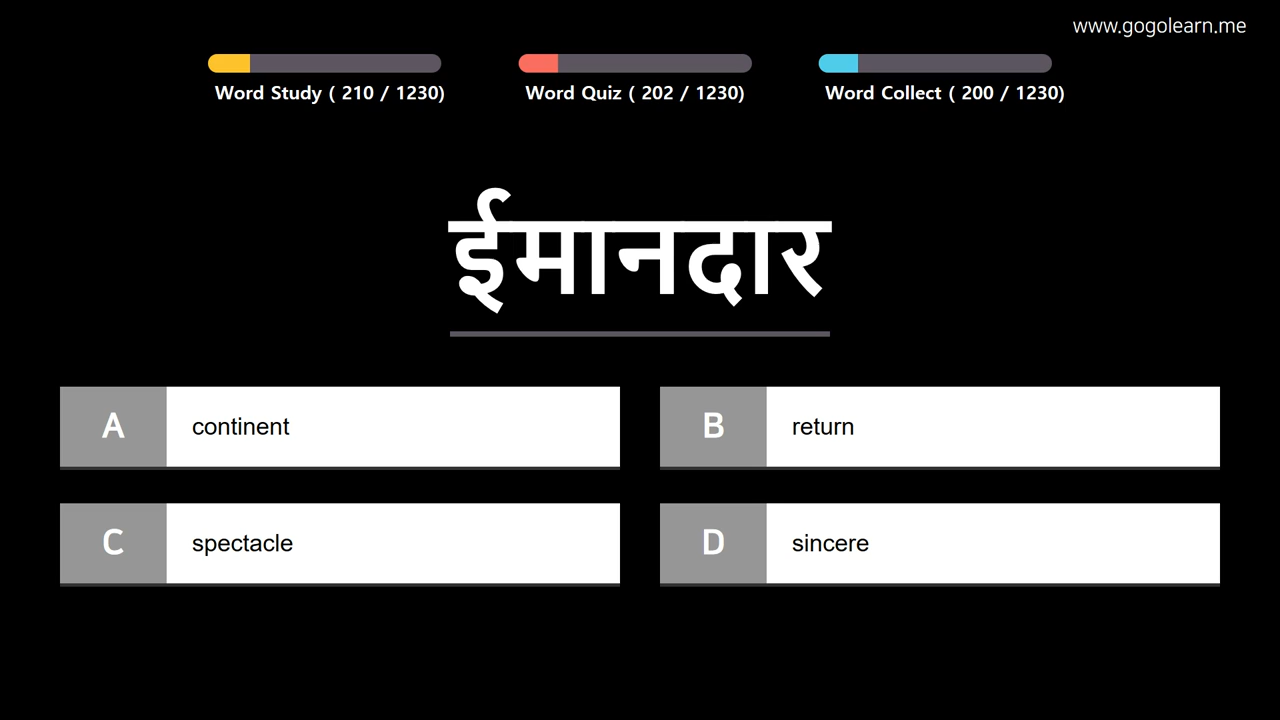 www.gogolearn.me
Word Study ( 210 / 1230)
Word Quiz ( 202 / 1230)
Word Collect ( 200 / 1230)
ईमानदार
A continent
B return
C spectacle
D sincere